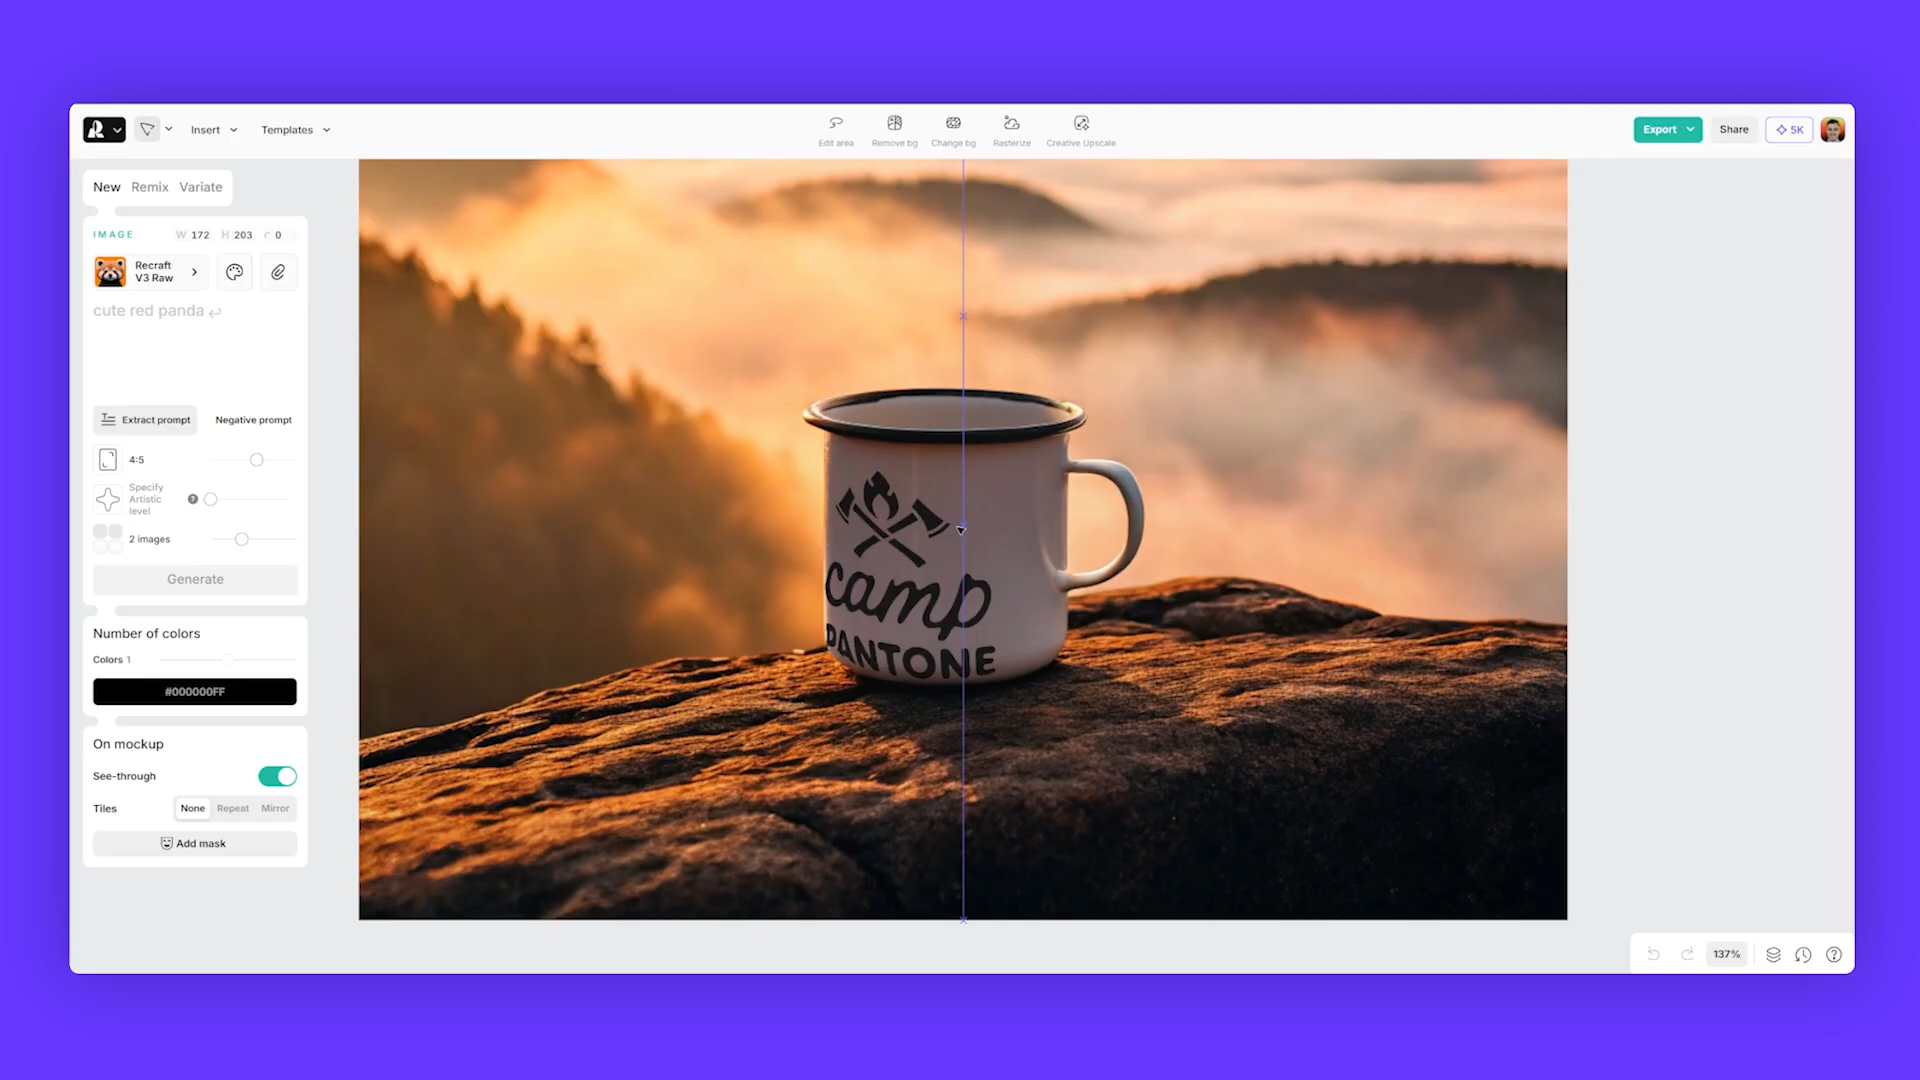 Insert
Templates
Edit area
Remove bg
Change bg
Rasterize
Creative Upscale
Export
Share
5K
New
Remix
Variate
IMAGE
W 172
H 203
0
Recraft
V3 Raw
cute red panda
Extract prompt
Negative prompt
4:5
Specify
Artistic
level
?
2 images
Generate
Number of colors
Colors 1
#000000FF
On mockup
See-through
Tiles
None
Repeat
Mirror
Add mask
camp
PANTONE
137%
?